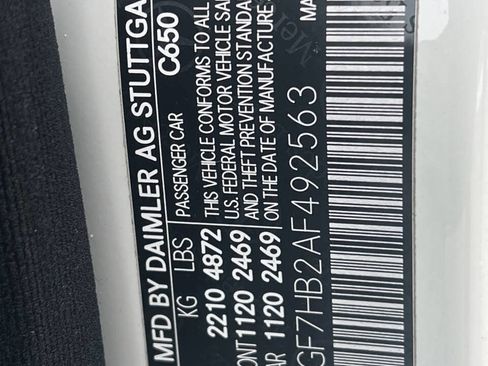 MFD BY DAIMLER AG STUTTGA
C650
KG LBS PASSENGER CAR
2210 4872 THIS VEHICLE CONFORMS TO ALL
ONT 1120 2469 U.S. FEDERAL MOTOR VEHICLE SA
AR 1120 2469 AND THEFT PREVENTION STANDA
ON THE DATE OF MANUFACTURE
MA
GF7HB2AF492563